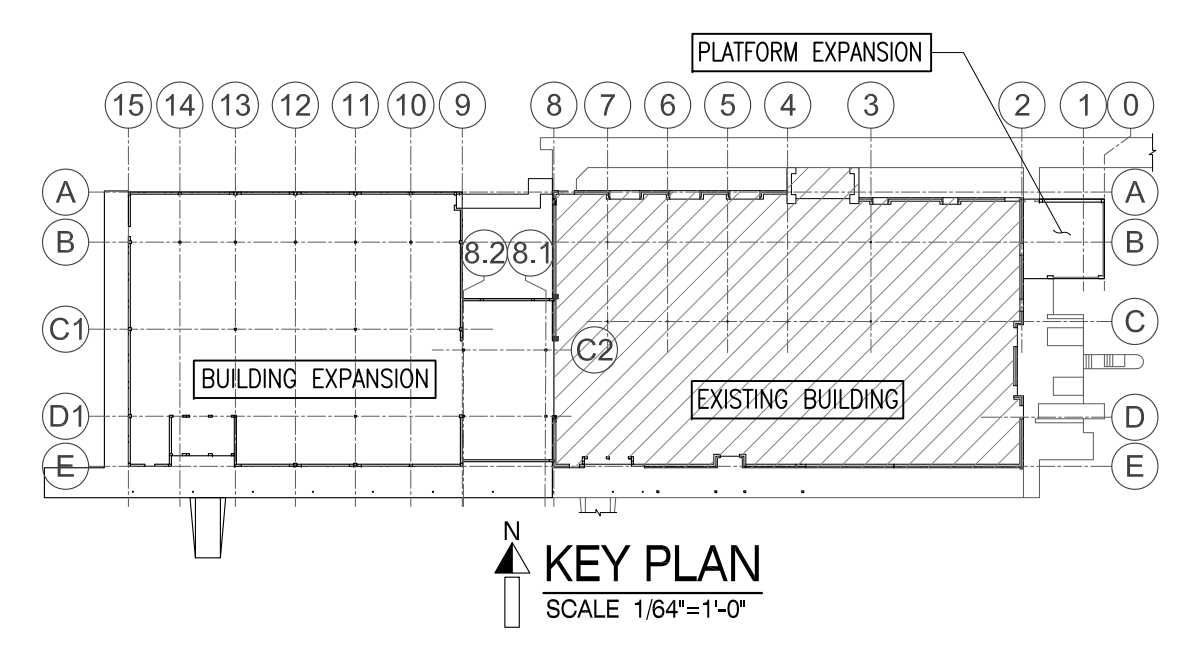 PLATFORM EXPANSION
15 14 13 12 11 10 9 8 7 6 5 4 3 2 1 0
A A
B B
8.2 8.1
C1 C
C2
BUILDING EXPANSION
EXISTING BUILDING
D1 D
E E
N
KEY PLAN
SCALE 1/64"=1'-0"